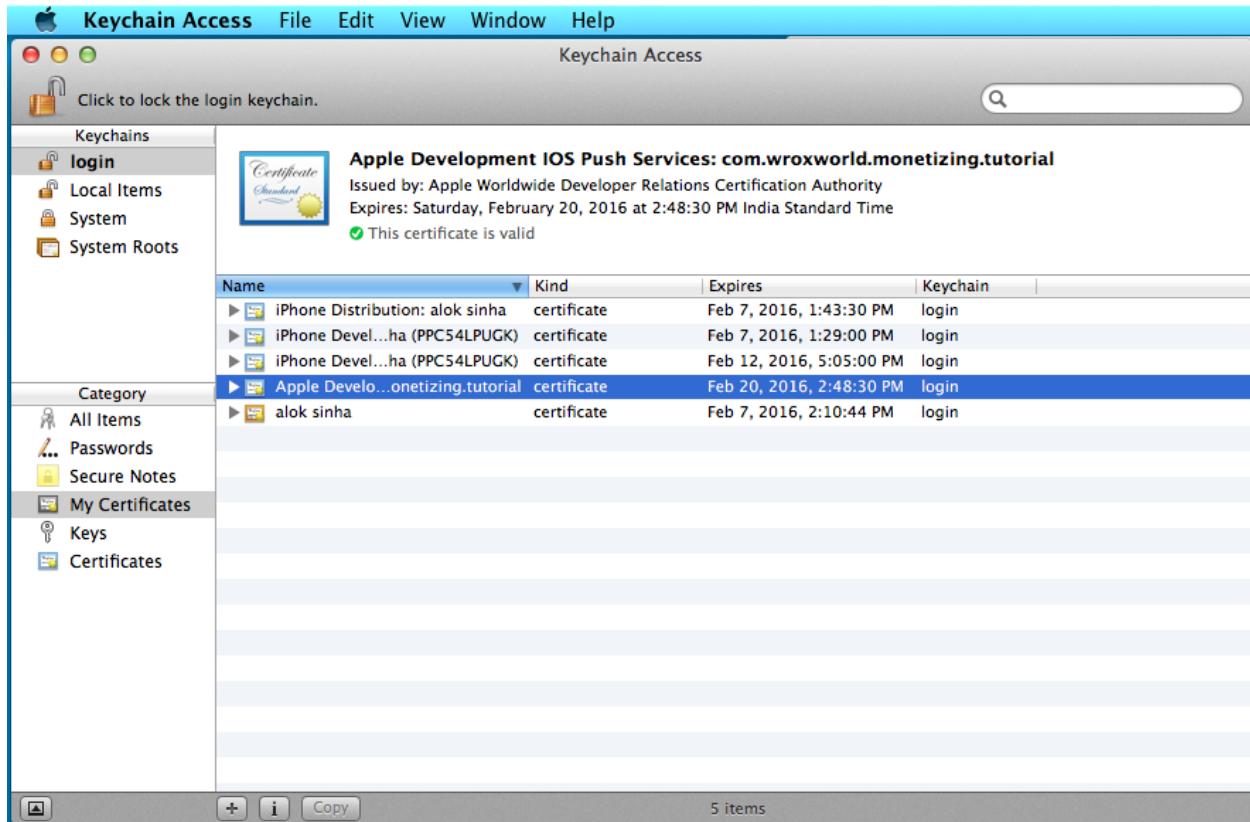 Keychain Access File Edit View Window Help
Keychain Access
Click to lock the login keychain.
Keychains
login
Local Items
System
System Roots
Certificate
Standard
Apple Development IOS Push Services: com.wroxworld.monetizing.tutorial
Issued by: Apple Worldwide Developer Relations Certification Authority
Expires: Saturday, February 20, 2016 at 2:48:30 PM India Standard Time
This certificate is valid
Name Kind Expires Keychain
iPhone Distribution: alok sinha certificate Feb 7, 2016, 1:43:30 PM login
iPhone Devel...ha (PPC54LPUGK) certificate Feb 7, 2016, 1:29:00 PM login
iPhone Devel...ha (PPC54LPUGK) certificate Feb 12, 2016, 5:05:00 PM login
Apple Develo...onetizing.tutorial certificate Feb 20, 2016, 2:48:30 PM login
alok sinha certificate Feb 7, 2016, 2:10:44 PM login
Category
All Items
Passwords
Secure Notes
My Certificates
Keys
Certificates
+ i Copy 5 items